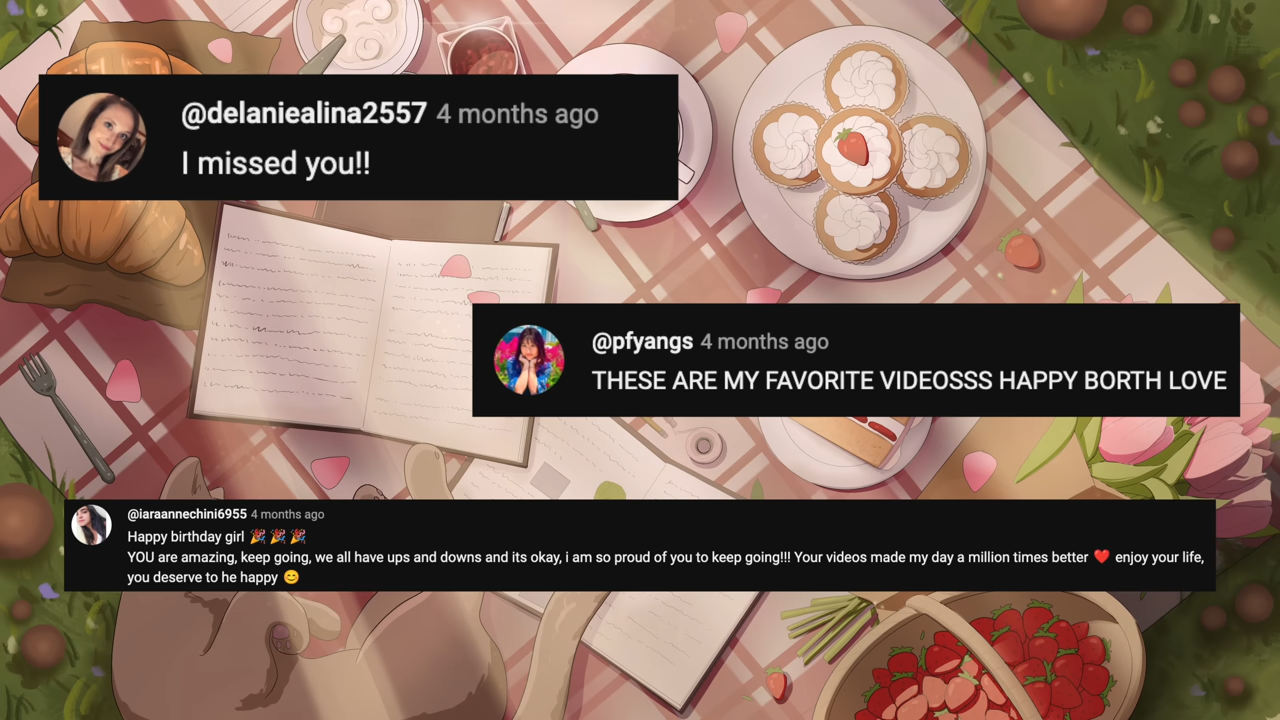 @delaniealina2557 4 months ago
I missed you!!
@pfyangs 4 months ago
THESE ARE MY FAVORITE VIDEOSSS HAPPY BORTH LOVE
@iaraannechini6955 4 months ago
Happy birthday girl 🎉 🎉 🎉
YOU are amazing, keep going, we all have ups and downs and its okay, i am so proud of you to keep going!!! Your videos made my day a million times better ❤️ enjoy your life,
you deserve to he happy 😊